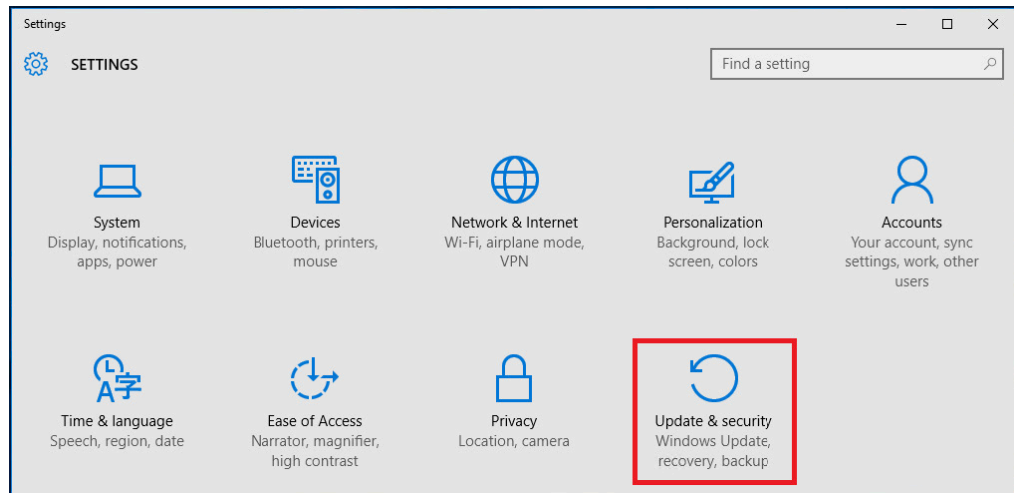 Settings
SETTINGS
Find a setting
System
Display, notifications,
apps, power
Devices
Bluetooth, printers,
mouse
Network & Internet
Wi-Fi, airplane mode,
VPN
Personalization
Background, lock
screen, colors
Accounts
Your account, sync
settings, work, other
users
A字
Time & language
Speech, region, date
Ease of Access
Narrator, magnifier,
high contrast
Privacy
Location, camera
Update & security
Windows Update,
recovery, backup